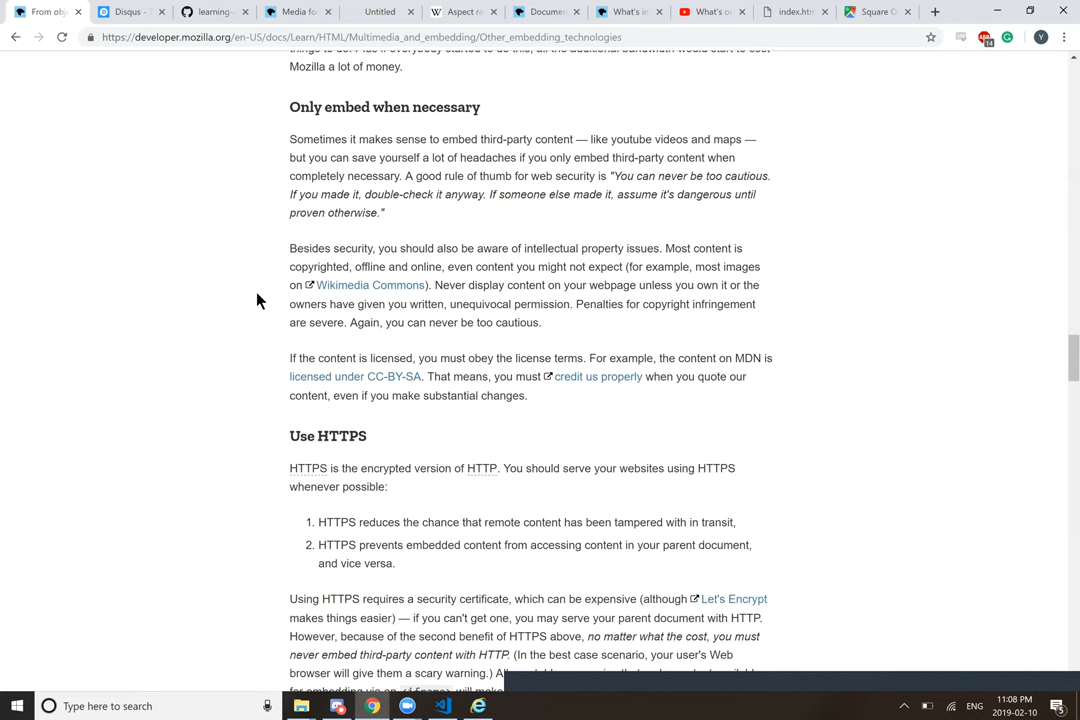 From obj
Disqus -
learning-
Media fo
Untitled
Aspect ra
Documen
What's in
What's o
index.htm
Square O
https://developer.mozilla.org/en-US/docs/Learn/HTML/Multimedia_and_embedding/Other_embedding_technologies
14
Y
Mozilla a lot of money.
Only embed when necessary
Sometimes it makes sense to embed third-party content — like youtube videos and maps —
but you can save yourself a lot of headaches if you only embed third-party content when
completely necessary. A good rule of thumb for web security is "You can never be too cautious.
If you made it, double-check it anyway. If someone else made it, assume it's dangerous until
proven otherwise."
Besides security, you should also be aware of intellectual property issues. Most content is
copyrighted, offline and online, even content you might not expect (for example, most images
on Wikimedia Commons). Never display content on your webpage unless you own it or the
owners have given you written, unequivocal permission. Penalties for copyright infringement
are severe. Again, you can never be too cautious.
If the content is licensed, you must obey the license terms. For example, the content on MDN is
licensed under CC-BY-SA. That means, you must credit us properly when you quote our
content, even if you make substantial changes.
Use HTTPS
HTTPS is the encrypted version of HTTP. You should serve your websites using HTTPS
whenever possible:
1. HTTPS reduces the chance that remote content has been tampered with in transit,
2. HTTPS prevents embedded content from accessing content in your parent document,
and vice versa.
Using HTTPS requires a security certificate, which can be expensive (although Let's Encrypt
makes things easier) — if you can't get one, you may serve your parent document with HTTP.
However, because of the second benefit of HTTPS above, no matter what the cost, you must
never embed third-party content with HTTP. (In the best case scenario, your user's Web
browser will give them a scary warning.)
Type here to search
ENG
11:08 PM
2019-02-10
5